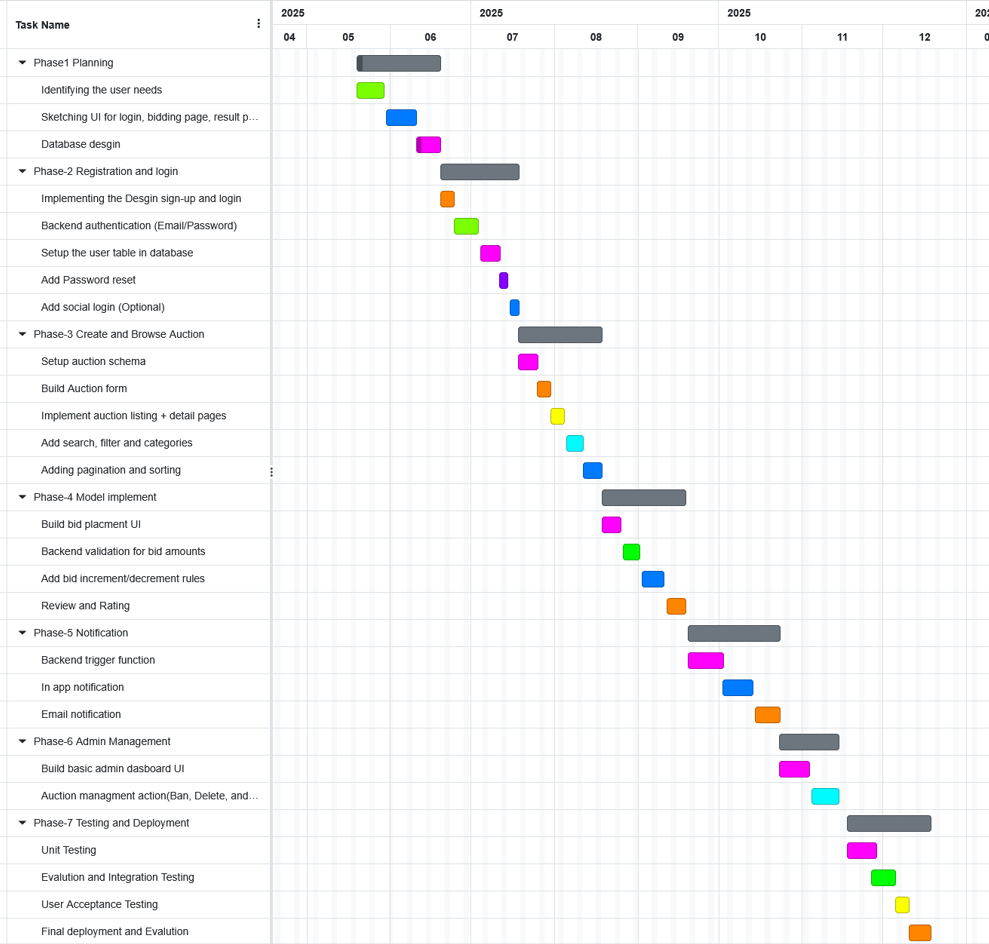 2025 2025 2025
Task Name
04 05 06 07 08 09 10 11 12
Phase1 Planning
Identifying the user needs
Sketching UI for login, bidding page, result p...
Database desgin
Phase-2 Registration and login
Implementing the Desgin sign-up and login
Backend authentication (Email/Password)
Setup the user table in database
Add Password reset
Add social login (Optional)
Phase-3 Create and Browse Auction
Setup auction schema
Build Auction form
Implement auction listing + detail pages
Add search, filter and categories
Adding pagination and sorting
Phase-4 Model implement
Build bid placment UI
Backend validation for bid amounts
Add bid increment/decrement rules
Review and Rating
Phase-5 Notification
Backend trigger function
In app notification
Email notification
Phase-6 Admin Management
Build basic admin dasboard UI
Auction managment action(Ban, Delete, and...
Phase-7 Testing and Deployment
Unit Testing
Evalution and Integration Testing
User Acceptance Testing
Final deployment and Evalution